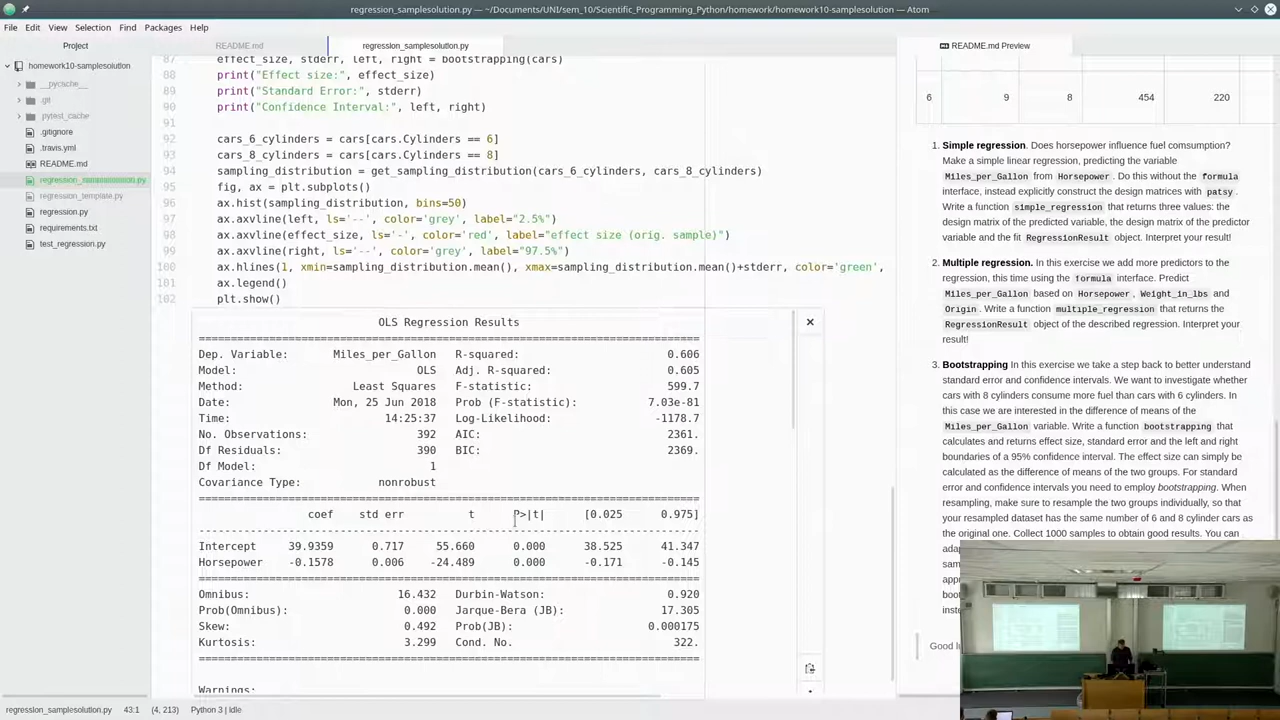 regression_samplesolution.py — ~/Documents/UNI/sem_10/Scientific_Programming_Python/homework/homework10-samplesolution — Atom
File Edit View Selection Find Packages Help
Project
README.md
regression_samplesolution.py
README.md Preview
homework10-samplesolution
__pycache__
.git
pytest_cache
.gitignore
.travis.yml
README.md
regression_samplesolution.py
regression_template.py
regression.py
requirements.txt
test_regression.py
87 effect_size, stderr, left, right = bootstrapping(cars)
88 print("Effect size:", effect_size)
89 print("Standard Error:", stderr)
90 print("Confidence Interval:", left, right)
91
92 cars_6_cylinders = cars[cars.Cylinders == 6]
93 cars_8_cylinders = cars[cars.Cylinders == 8]
94 sampling_distribution = get_sampling_distribution(cars_6_cylinders, cars_8_cylinders)
95 fig, ax = plt.subplots()
96 ax.hist(sampling_distribution, bins=50)
97 ax.axvline(left, ls='--', color='grey', label="2.5%")
98 ax.axvline(effect_size, ls='-', color='red', label="effect size (orig. sample)")
99 ax.axvline(right, ls='--', color='grey', label="97.5%")
100 ax.hlines(1, xmin=sampling_distribution.mean(), xmax=sampling_distribution.mean()+stderr, color='green',
101 ax.legend()
102 plt.show()
OLS Regression Results
==============================================================================
Dep. Variable: Miles_per_Gallon R-squared: 0.606
Model: OLS Adj. R-squared: 0.605
Method: Least Squares F-statistic: 599.7
Date: Mon, 25 Jun 2018 Prob (F-statistic): 7.03e-81
Time: 14:25:37 Log-Likelihood: -1178.7
No. Observations: 392 AIC: 2361.
Df Residuals: 390 BIC: 2369.
Df Model: 1
Covariance Type: nonrobust
==============================================================================
coef std err t P>|t| [0.025 0.975]
------------------------------------------------------------------------------
Intercept 39.9359 0.717 55.660 0.000 38.525 41.347
Horsepower -0.1578 0.006 -24.489 0.000 -0.171 -0.145
==============================================================================
Omnibus: 16.432 Durbin-Watson: 0.920
Prob(Omnibus): 0.000 Jarque-Bera (JB): 17.305
Skew: 0.492 Prob(JB): 0.000175
Kurtosis: 3.299 Cond. No. 322.
==============================================================================
Warnings:
6 9 8 454 220
1. Simple regression. Does horsepower influence fuel comsumption?
Make a simple linear regression, predicting the variable
Miles_per_Gallon from Horsepower. Do this without the formula
interface, instead explicitly construct the design matrices with patsy.
Write a function simple_regression that returns three values: the
design matrix of the predicted variable, the design matrix of the predictor
variable and the fit RegressionResult object. Interpret your result!
2. Multiple regression. In this exercise we add more predictors to the
regression, this time using the formula interface. Predict
Miles_per_Gallon based on Horsepower, Weight_in_lbs and
Origin. Write a function multiple_regression that returns the
RegressionResult object of the described regression. Interpret your
result!
3. Bootstrapping In this exercise we take a step back to better understand
standard error and confidence intervals. We want to investigate whether
cars with 8 cylinders consume more fuel than cars with 6 cylinders. In
this case we are interested in the difference of means of the
Miles_per_Gallon variable. Write a function bootstrapping that
calculates and returns effect size, standard error and the left and right
boundaries of a 95% confidence interval. The effect size can simply be
calculated as the difference of means of the two groups. For standard
error and confidence intervals you need to employ bootstrapping.
When
resampling, make sure to resample the two groups individually, so that
your resampled dataset has the same number of 6 and 8 cylinder cars as
the original one. Collect 1000 samples to obtain good results. You can
Good
regression_samplesolution.py 43:1 (4, 213) Python 3 | idle